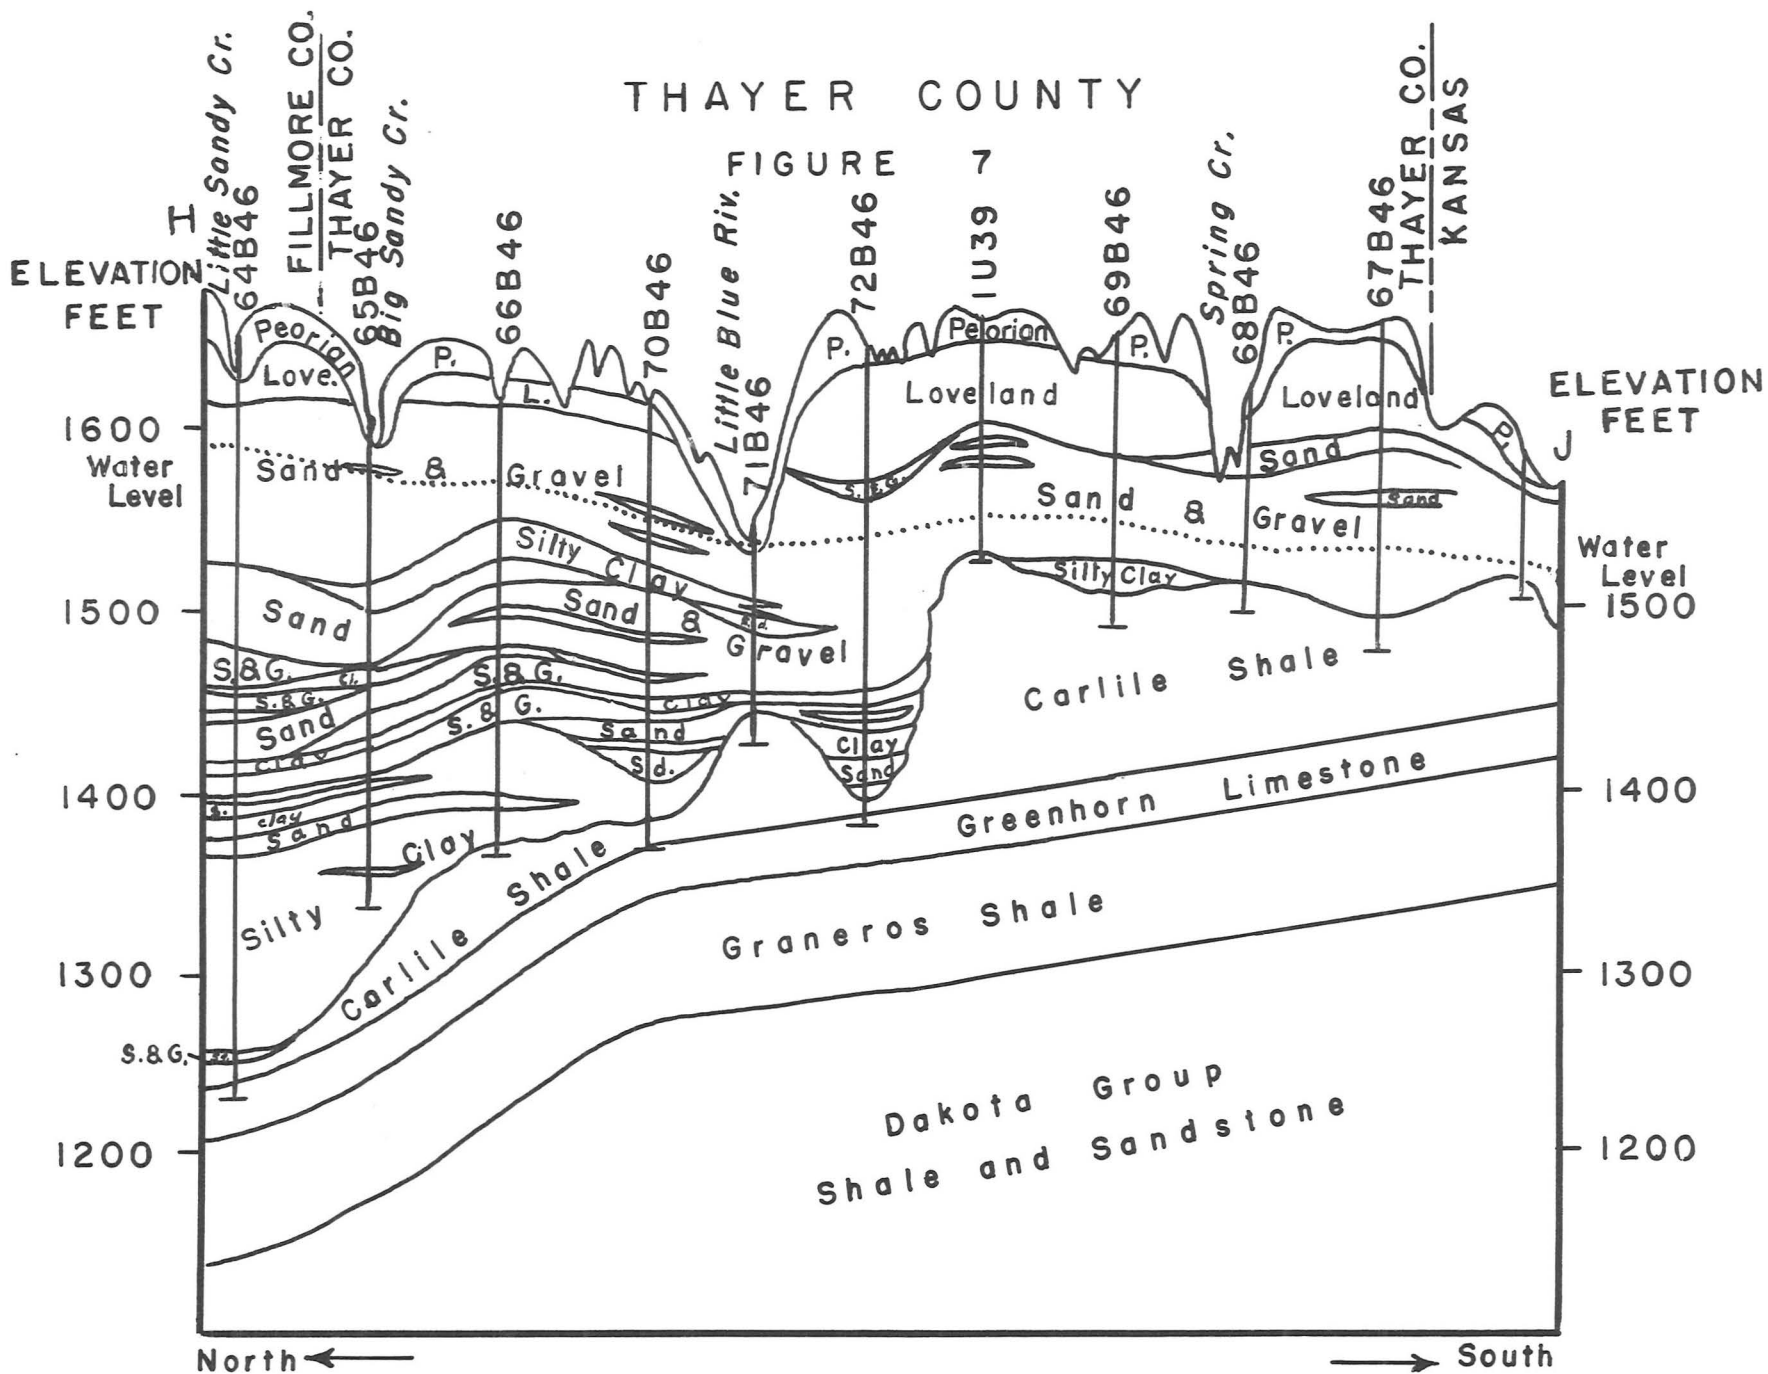 THAYER COUNTY
FIGURE 7
H
Little Sandy Cr.
64B46
FILLMORE CO.
THAYER CO.
65B46
Big Sandy Cr.
66B46
70B46
Little Blue Riv.
71B46
72B46
1U39
69B46
Spring Cr.
68B46
67B46
THAYER CO.
KANSAS
J
ELEVATION
FEET
1600
Water
Level
1500
1400
1300
S.&G.
1200
ELEVATION
FEET
Water
Level
1500
1400
1300
1200
Peorian
Love.
P.
L.
P.
Peorian
P.
P.
P.
Loveland
Loveland
Sand & Gravel
S.&G.
Sand
Sand & Gravel
Sand
Silty Clay
Silty Clay
Sand
Sand &
Gravel
S.d.
S.&G.
Cl.
S.&G.
S.&G.
Clay
Sand
S.&G.
Sand
Clay
Clay
S.d.
Sand
S.
clay
Sand
Silty Clay
Carlile Shale
Carlile Shale
Greenhorn Limestone
Graneros Shale
Dakota Group
Shale and Sandstone
North
South